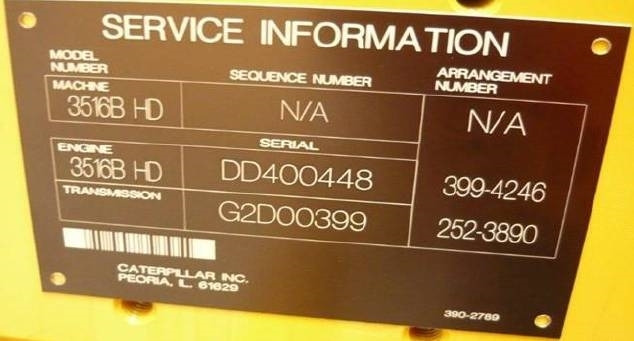 SERVICE INFORMATION
MODEL NUMBER SEQUENCE NUMBER ARRANGEMENT NUMBER
MACHINE
3516B HD N/A N/A
ENGINE SERIAL
3516B HD DD400448 399-4246
TRANSMISSION G2D00399 252-3890
CATERPILLAR INC.
PEORIA, IL. 61629
390-2769